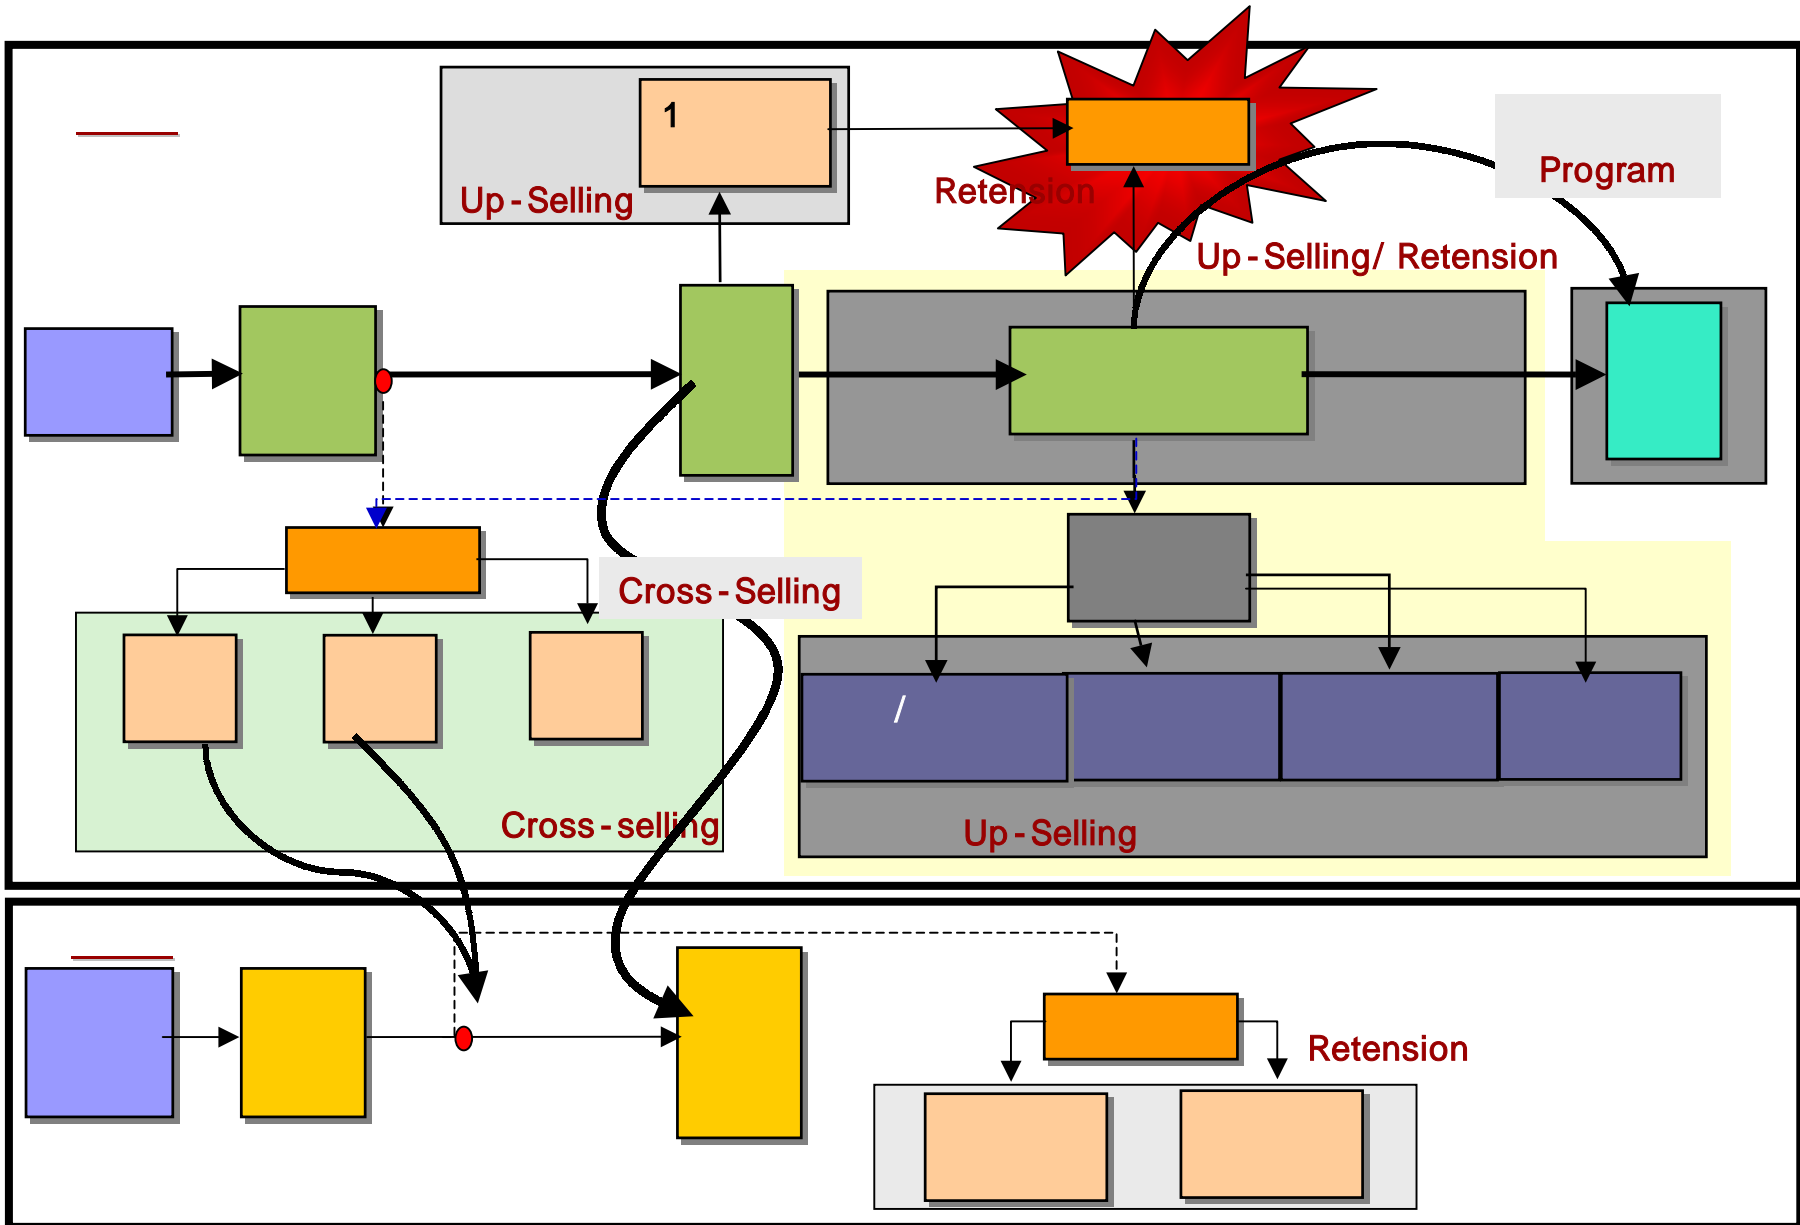 1
Up-Selling
Retension
Program
Up-Selling/ Retension
Cross-Selling
/
Cross-selling
Up-Selling
Retension